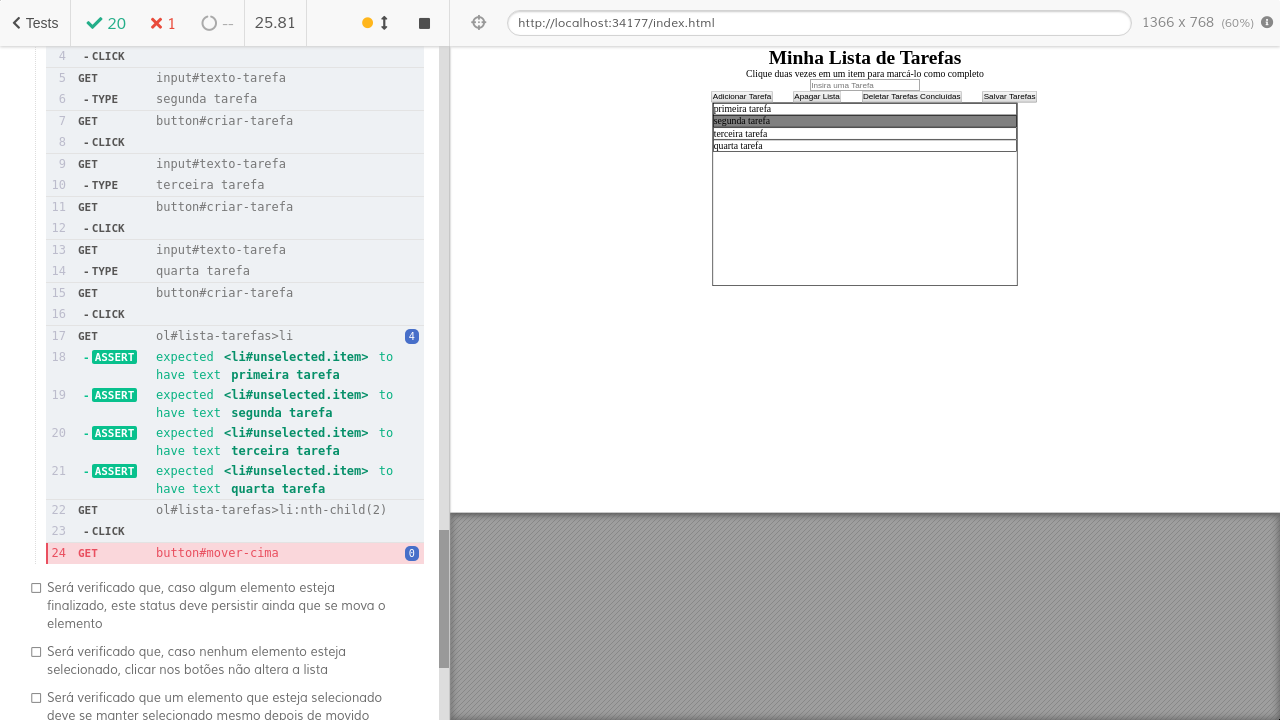 Tests
20
1
--
25.81
http://localhost:34177/index.html
1366 x 768 (60%)
4 - CLICK
5 GET input#texto-tarefa
6 - TYPE segunda tarefa
7 GET button#criar-tarefa
8 - CLICK
9 GET input#texto-tarefa
10 - TYPE terceira tarefa
11 GET button#criar-tarefa
12 - CLICK
13 GET input#texto-tarefa
14 - TYPE quarta tarefa
15 GET button#criar-tarefa
16 - CLICK
17 GET ol#lista-tarefas>li 4
18 - ASSERT expected <li#unselected.item> to
have text primeira tarefa
19 - ASSERT expected <li#unselected.item> to
have text segunda tarefa
20 - ASSERT expected <li#unselected.item> to
have text terceira tarefa
21 - ASSERT expected <li#unselected.item> to
have text quarta tarefa
22 GET ol#lista-tarefas>li:nth-child(2)
23 - CLICK
24 GET button#mover-cima 0
Será verificado que, caso algum elemento esteja
finalizado, este status deve persistir ainda que se mova o
elemento
Será verificado que, caso nenhum elemento esteja
selecionado, clicar nos botões não altera a lista
Será verificado que um elemento que esteja selecionado
deve se manter selecionado mesmo depois de movido
Minha Lista de Tarefas
Clique duas vezes em um item para marcá-lo como completo
Insira uma Tarefa
Adicionar Tarefa Apagar Lista Deletar Tarefas Concluídas Salvar Tarefas
primeira tarefa
segunda tarefa
terceira tarefa
quarta tarefa